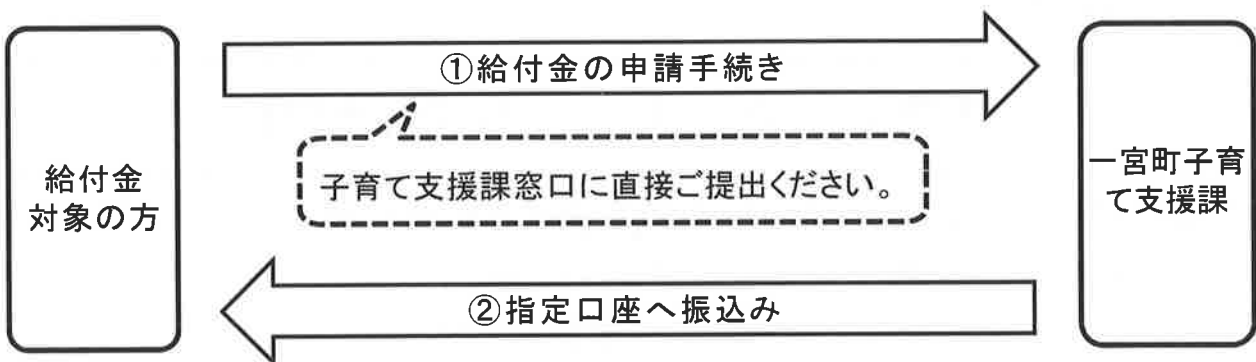 給付金
対象の方
①給付金の申請手続き
子育て支援課窓口に直接ご提出ください。
②指定口座へ振込み
一宮町子育
て支援課